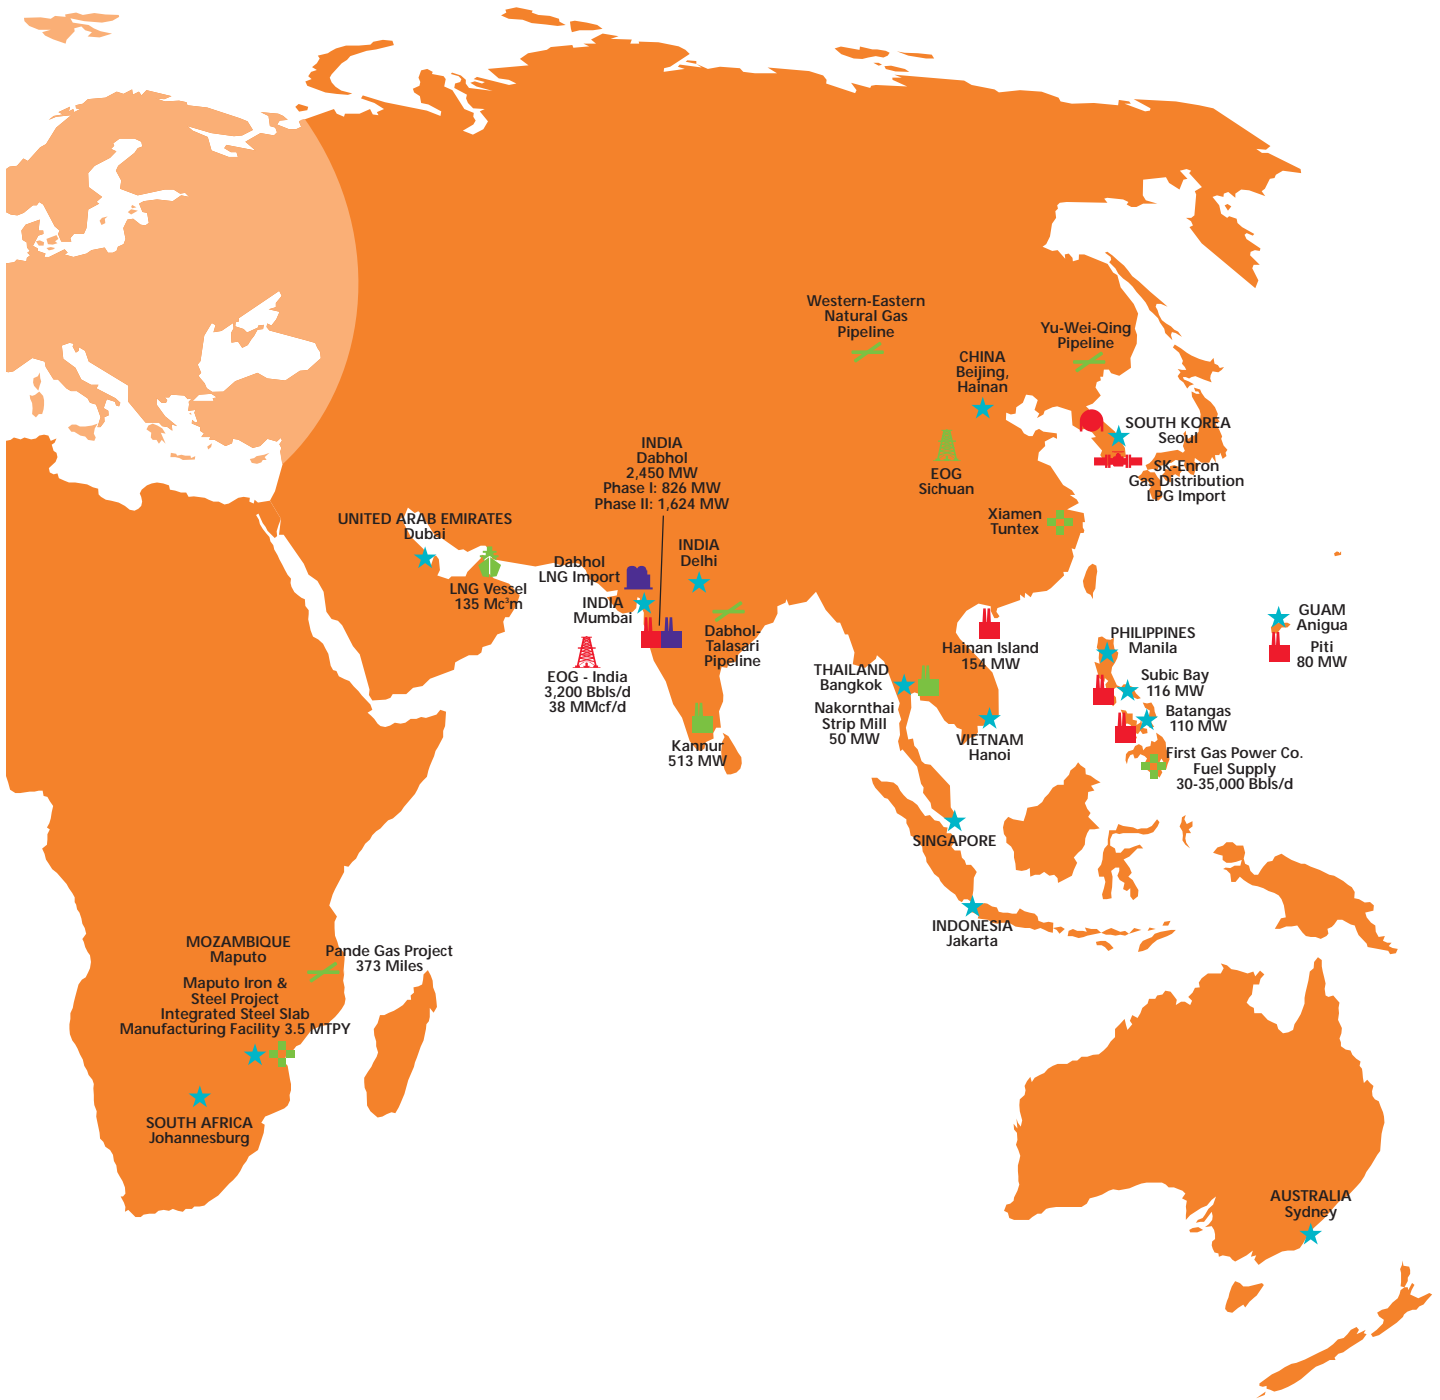 Western-Eastern
Natural Gas
Pipeline
Yu-Wei-Qing
Pipeline
CHINA
Beijing,
Hainan
SOUTH KOREA
Seoul
SK-Enron
Gas Distribution
LPG Import
EOG
Sichuan
Xiamen
Tuntex
INDIA
Dabhol
2,450 MW
Phase I: 826 MW
Phase II: 1,624 MW
UNITED ARAB EMIRATES
Dubai
LNG Vessel
135 Mc³m
Dabhol
LNG Import
INDIA
Delhi
INDIA
Mumbai
Dabhol-
Talasari
Pipeline
EOG - India
3,200 Bbls/d
38 MMcf/d
Kannur
513 MW
Hainan Island
154 MW
THAILAND
Bangkok
Nakornthai
Strip Mill
50 MW
VIETNAM
Hanoi
GUAM
Anigua
Piti
80 MW
PHILIPPINES
Manila
Subic Bay
116 MW
Batangas
110 MW
First Gas Power Co.
Fuel Supply
30-35,000 Bbls/d
SINGAPORE
INDONESIA
Jakarta
MOZAMBIQUE
Maputo
Pande Gas Project
373 Miles
Maputo Iron &
Steel Project
Integrated Steel Slab
Manufacturing Facility 3.5 MTPY
SOUTH AFRICA
Johannesburg
AUSTRALIA
Sydney